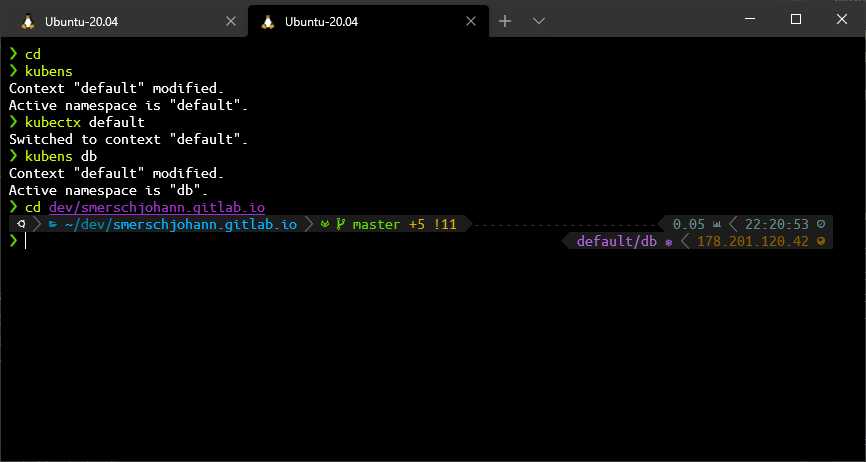 Ubuntu-20.04 Ubuntu-20.04
❯ cd
❯ kubens
Context "default" modified.
Active namespace is "default".
❯ kubectx default
Switched to context "default".
❯ kubens db
Context "default" modified.
Active namespace is "db".
❯ cd dev/smerschjohann.gitlab.io
~/dev/smerschjohann.gitlab.io master +5 !11 0.05 22:20:53
❯ default/db 178.201.120.42